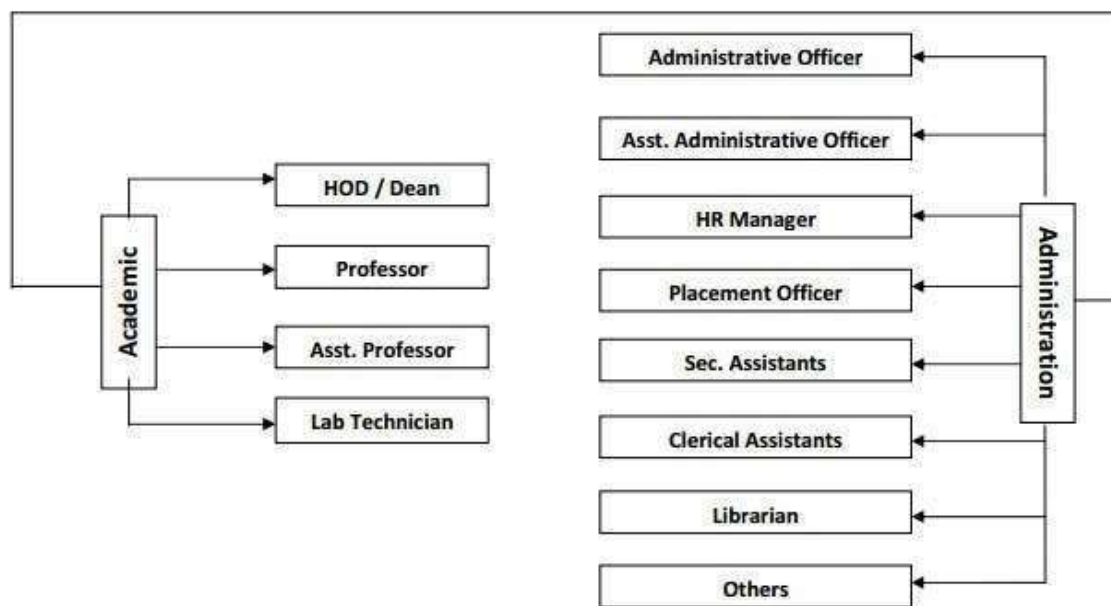 Academic
HOD / Dean
Professor
Asst. Professor
Lab Technician
Administrative Officer
Asst. Administrative Officer
HR Manager
Placement Officer
Sec. Assistants
Clerical Assistants
Librarian
Others
Administration